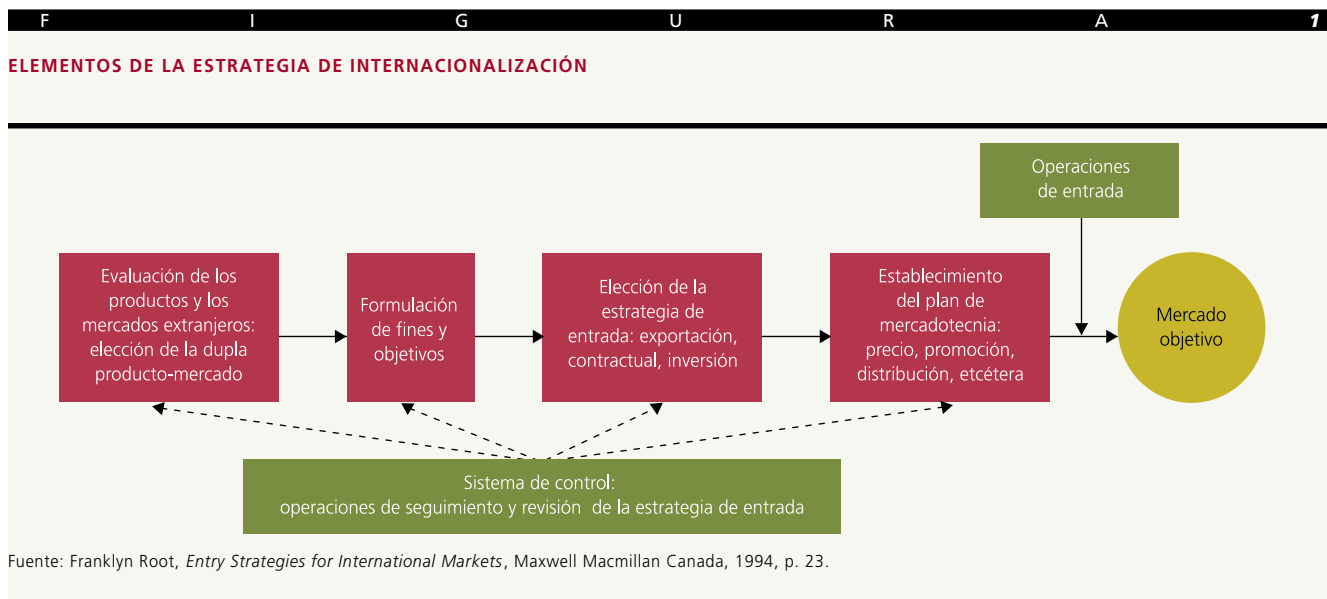 F I G U R A 1
ELEMENTOS DE LA ESTRATEGIA DE INTERNACIONALIZACIÓN
Operaciones
de entrada
Evaluación de los
productos y los
mercados extranjeros:
elección de la dupla
producto-mercado
Formulación
de fines y
objetivos
Elección de la
estrategia de
entrada: exportación,
contractual, inversión
Establecimiento
del plan de
mercadotecnia:
precio, promoción,
distribución, etcétera
Mercado
objetivo
Sistema de control:
operaciones de seguimiento y revisión de la estrategia de entrada
Fuente: Franklyn Root, Entry Strategies for International Markets, Maxwell Macmillan Canada, 1994, p. 23.